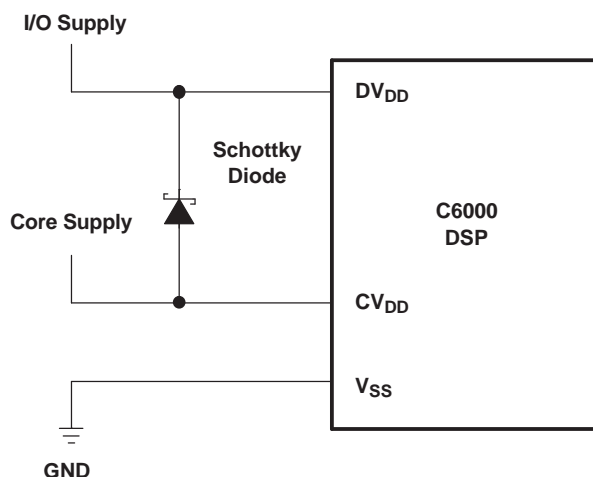 I/O Supply
DVDD
Schottky
Diode
C6000
DSP
Core Supply
CVDD
VSS
GND